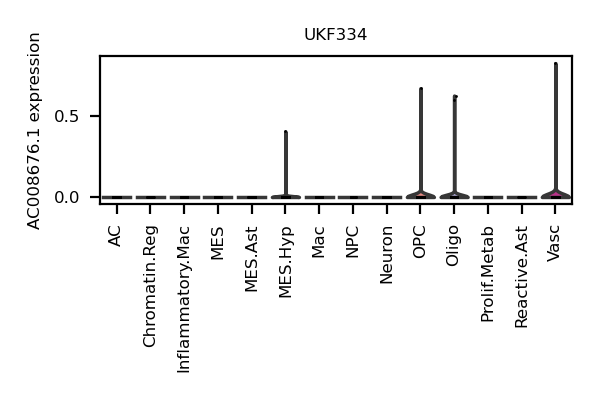 UKF334
AC008676.1 expression
0.5
0.0
AC
Chromatin.Reg
Inflammatory.Mac
MES
MES.Ast
MES.Hyp
Mac
NPC
Neuron
OPC
Oligo
Prolif.Metab
Reactive.Ast
Vasc